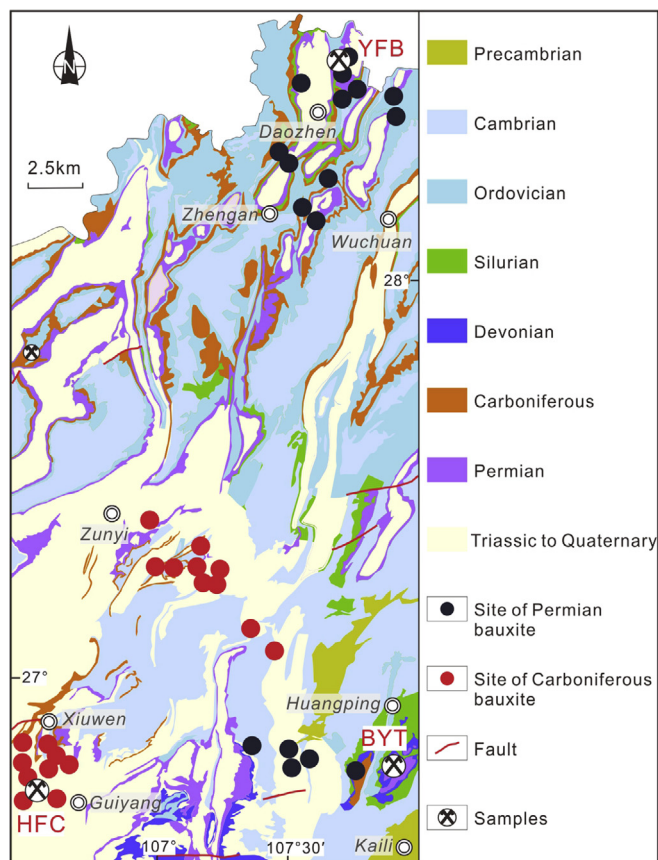 N
YFB
Daozhen
2.5km
Zhengan
Wuchuan
28°
Zunyi
27°
Huangping
Xiuwen
BYT
Guiyang
HFC
Kaili
107°
107°30′
Precambrian
Cambrian
Ordovician
Silurian
Devonian
Carboniferous
Permian
Triassic to Quaternary
Site of Permian
bauxite
Site of Carboniferous
bauxite
Fault
Samples